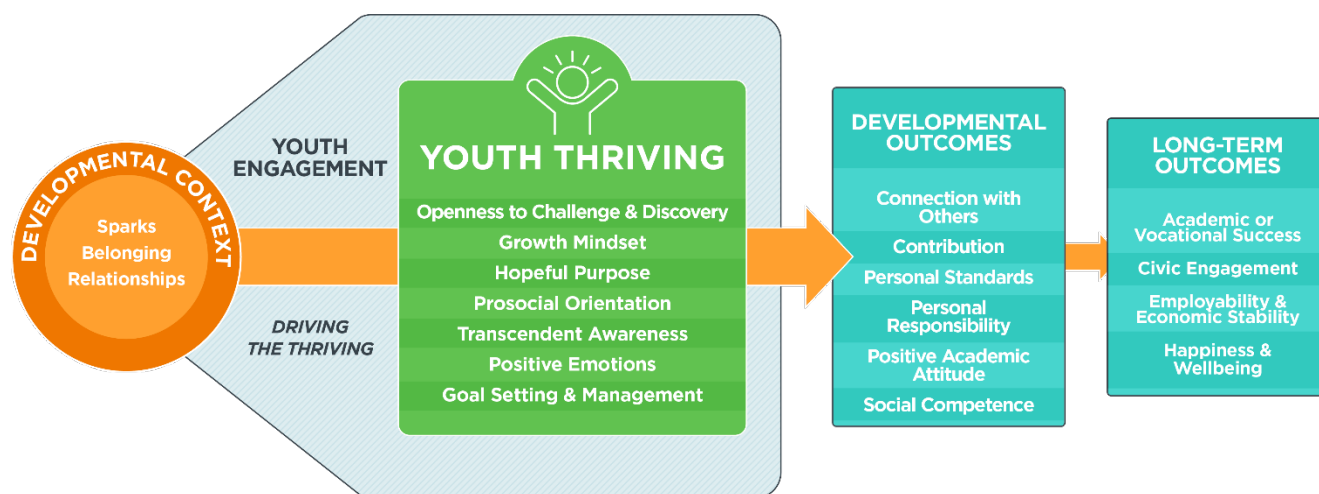 DEVELOPMENTAL CONTEXT
Sparks
Belonging
Relationships
YOUTH
ENGAGEMENT
DRIVING
THE THRIVING
YOUTH THRIVING
Openness to Challenge & Discovery
Growth Mindset
Hopeful Purpose
Prosocial Orientation
Transcendent Awareness
Positive Emotions
Goal Setting & Management
DEVELOPMENTAL
OUTCOMES
Connection with
Others
Contribution
Personal Standards
Personal
Responsibility
Positive Academic
Attitude
Social Competence
LONG-TERM
OUTCOMES
Academic or
Vocational Success
Civic Engagement
Employability &
Economic Stability
Happiness &
Wellbeing